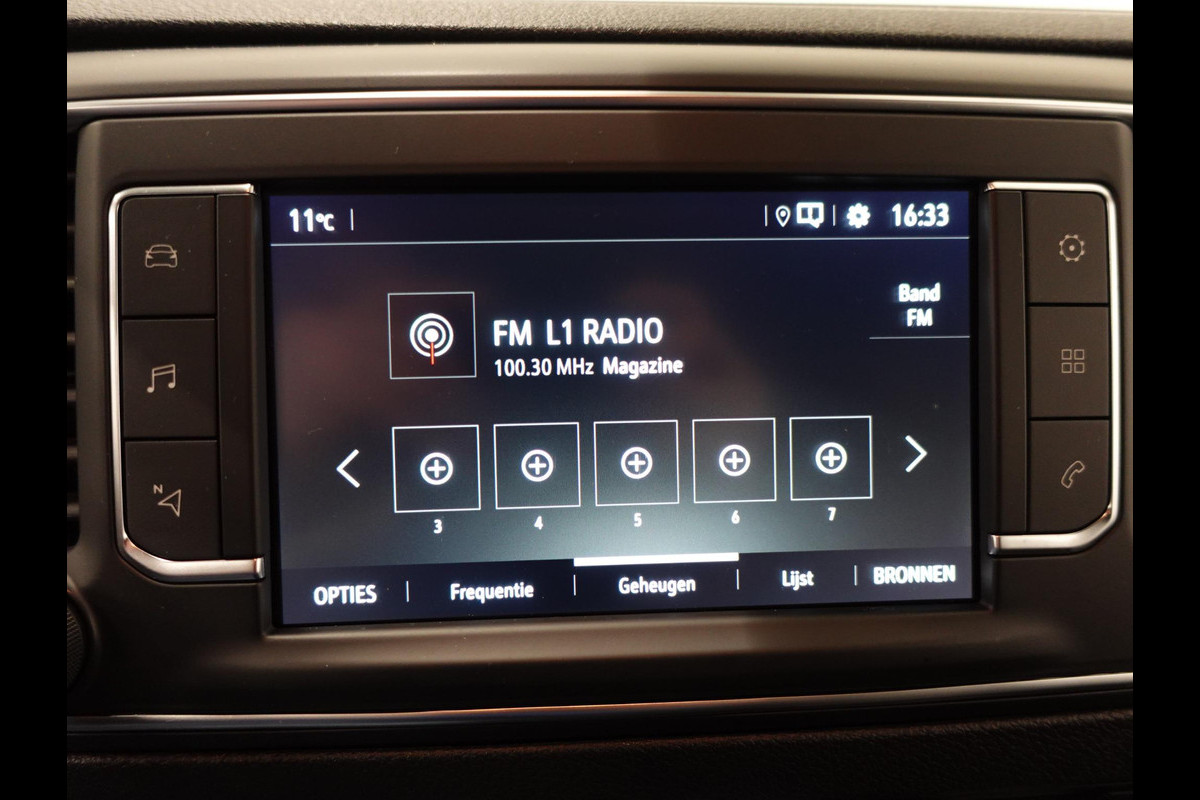 11°C
16:33
Band
FM
FM L1 RADIO
100.30 MHz Magazine
3 4 5 6 7
OPTIES Frequentie Geheugen Lijst BRONNEN
N